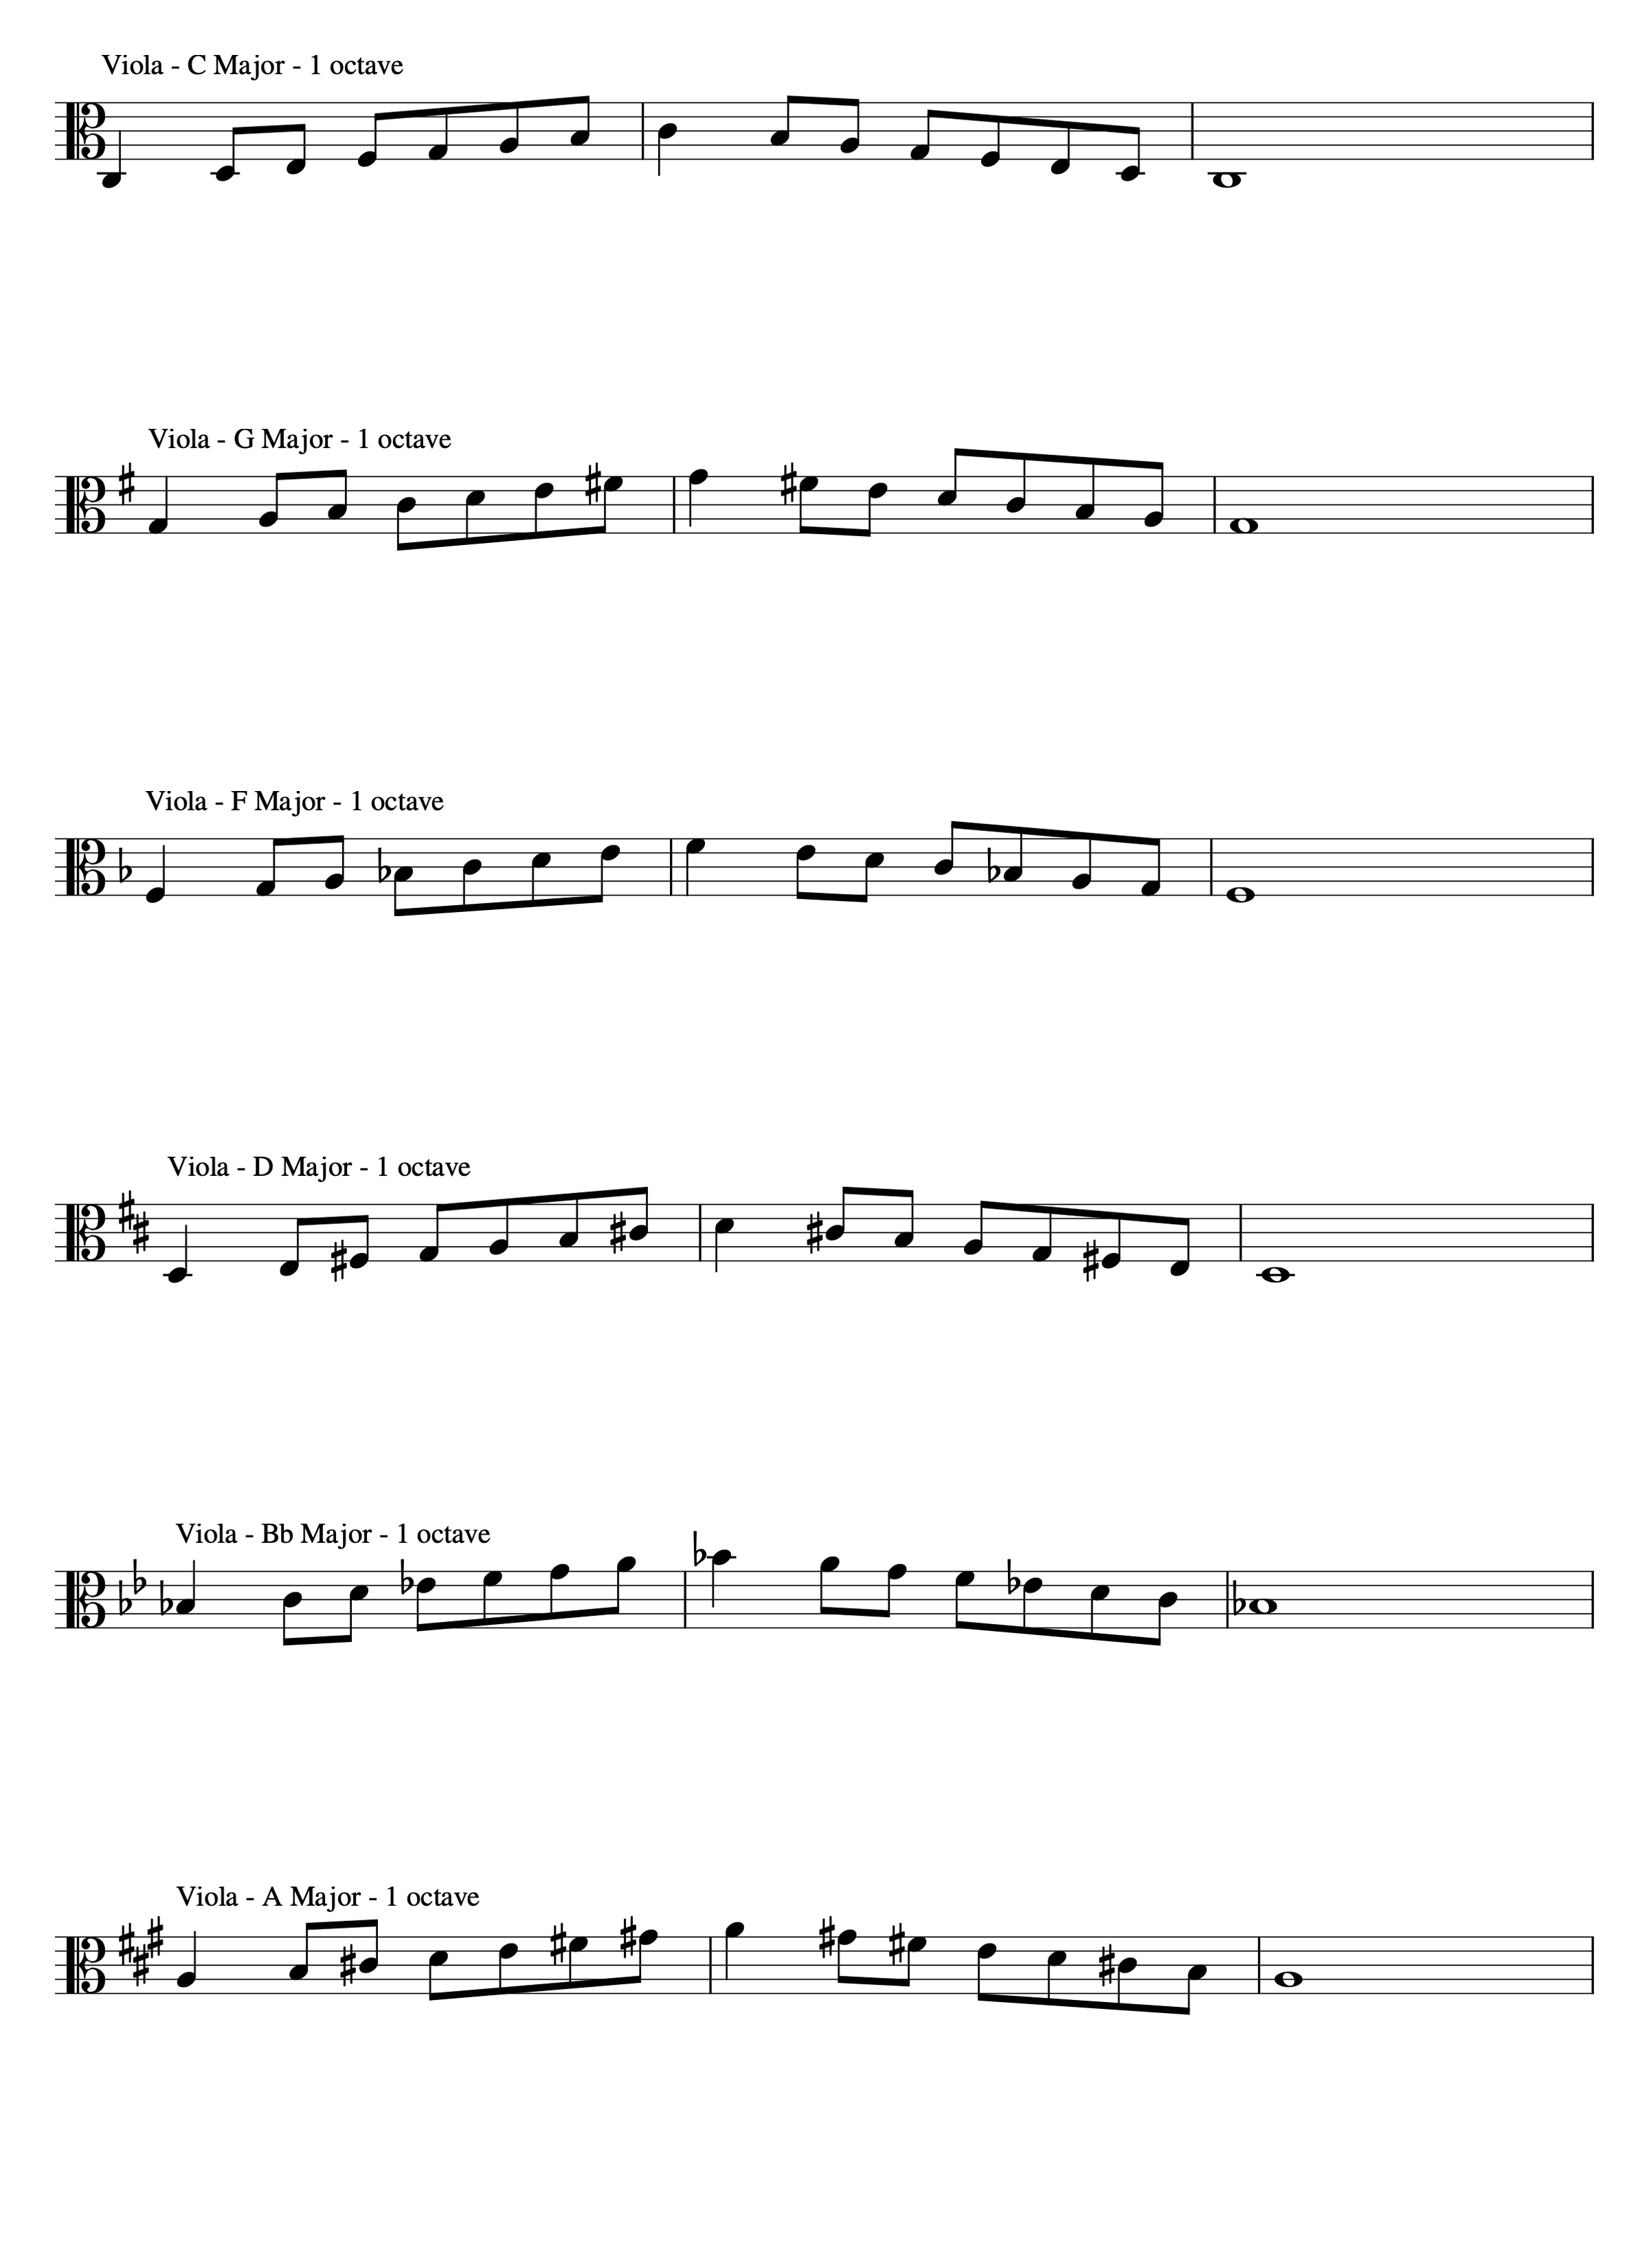 Viola - C Major - 1 octave
Viola - G Major - 1 octave
Viola - F Major - 1 octave
Viola - D Major - 1 octave
Viola - Bb Major - 1 octave
Viola - A Major - 1 octave